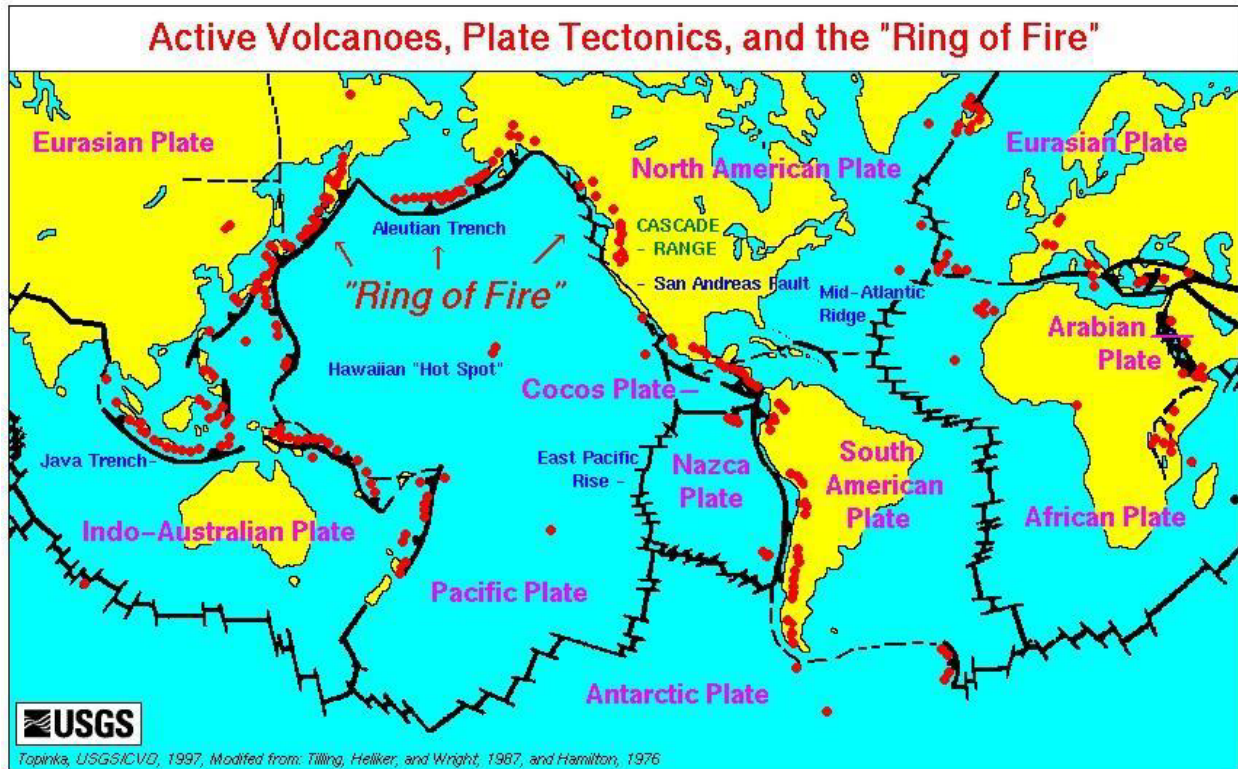 Active Volcanoes, Plate Tectonics, and the "Ring of Fire"
Eurasian Plate
North American Plate
Eurasian Plate
Aleutian Trench
CASCADE
- RANGE
"Ring of Fire"
- San Andreas Fault
Mid-Atlantic
Ridge
Arabian
Plate
Hawaiian "Hot Spot"
Cocos Plate
Java Trench-
East Pacific
Rise -
Nazca
Plate
South
American
Plate
Indo-Australian Plate
African Plate
Pacific Plate
Antarctic Plate
USGS
Topinka, USGS/CVO, 1997, Modifed from: Tilling, Heliker, and Wright, 1987, and Hamilton, 1976